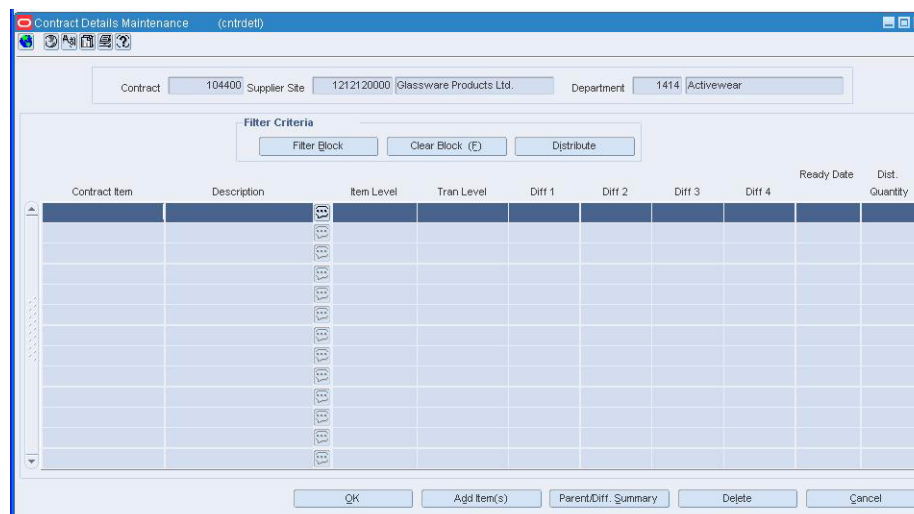 Contract Details Maintenance (cntrdetl)
Contract 104400 Supplier Site 1212120000 Glassware Products Ltd. Department 1414 Activewear
Filter Criteria
Filter Block Clear Block (F) Distribute
Contract Item Description Item Level Tran Level Diff 1 Diff 2 Diff 3 Diff 4 Ready Date Dist. Quantity
OK Add Item(s) Parent/Diff. Summary Delete Cancel